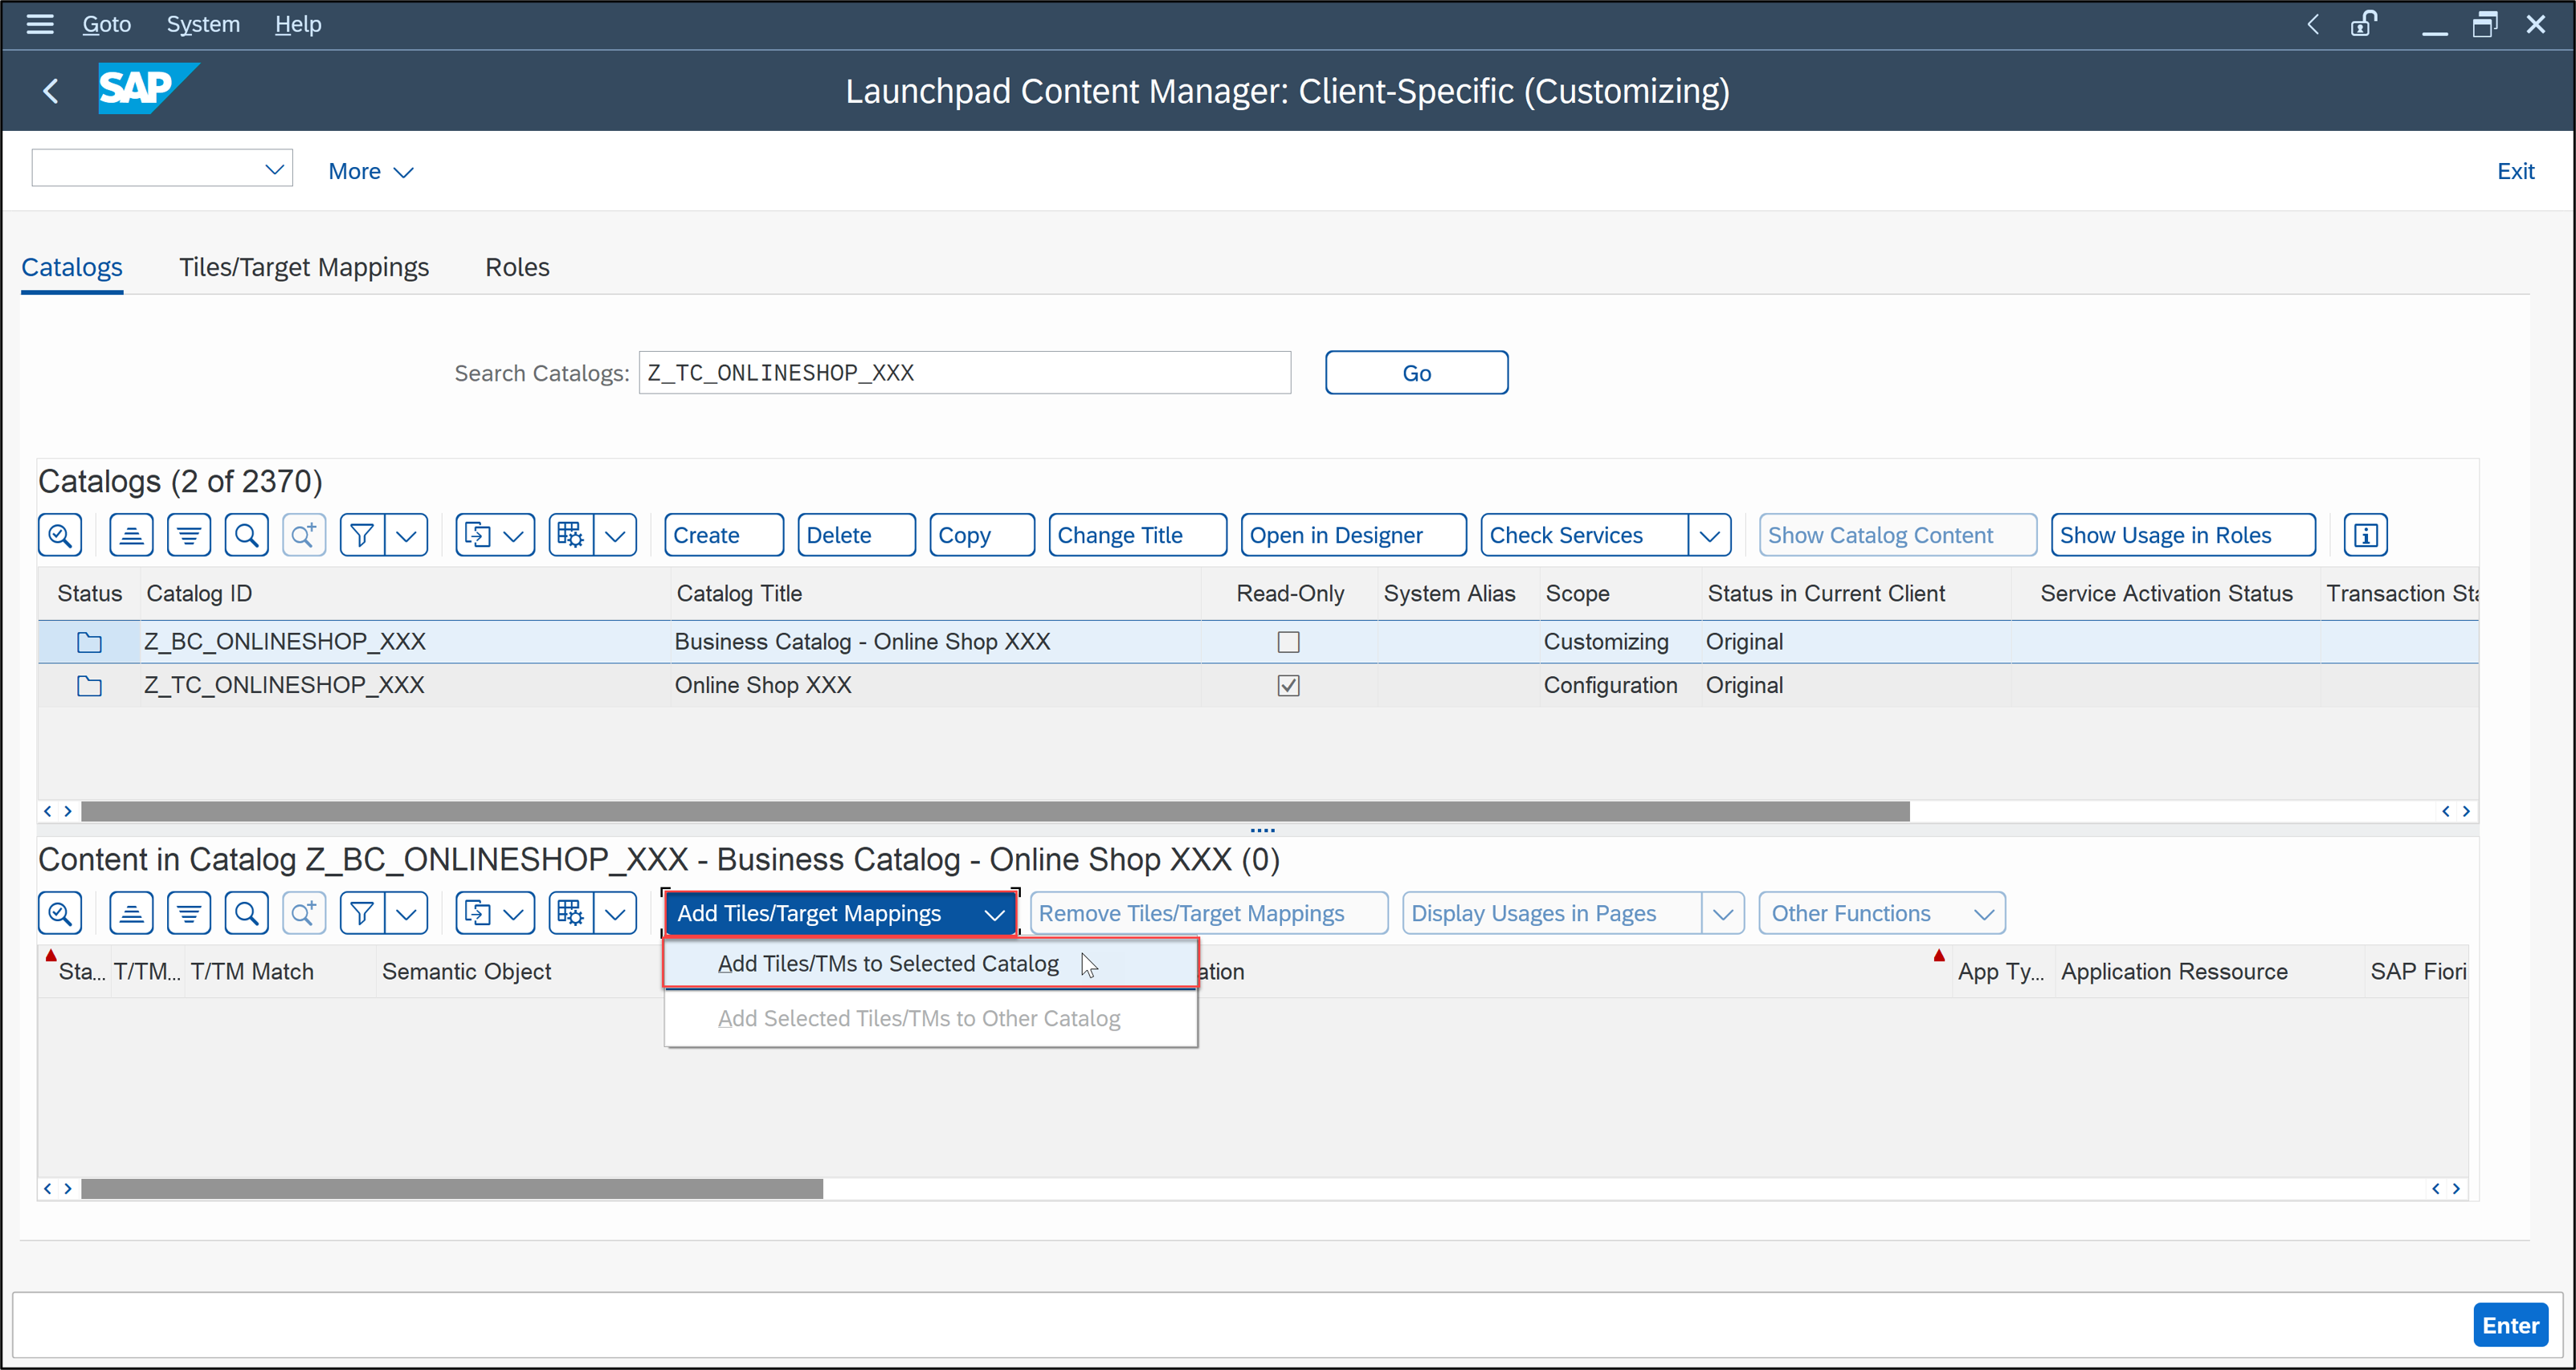 Goto System Help
SAP
Launchpad Content Manager: Client-Specific (Customizing)
More
Exit
Catalogs Tiles/Target Mappings Roles
Search Catalogs: Z_TC_ONLINESHOP_XXX Go
Catalogs (2 of 2370)
Create Delete Copy Change Title Open in Designer Check Services Show Catalog Content Show Usage in Roles
Status Catalog ID Catalog Title Read-Only System Alias Scope Status in Current Client Service Activation Status Transaction Sta
Z_BC_ONLINESHOP_XXX Business Catalog - Online Shop XXX Customizing Original
Z_TC_ONLINESHOP_XXX Online Shop XXX Configuration Original
Content in Catalog Z_BC_ONLINESHOP_XXX - Business Catalog - Online Shop XXX (0)
Add Tiles/Target Mappings Remove Tiles/Target Mappings Display Usages in Pages Other Functions
Sta... T/TM... T/TM Match Semantic Object ation App Ty... Application Ressource SAP Fiori
Add Tiles/TMs to Selected Catalog
Add Selected Tiles/TMs to Other Catalog
Enter